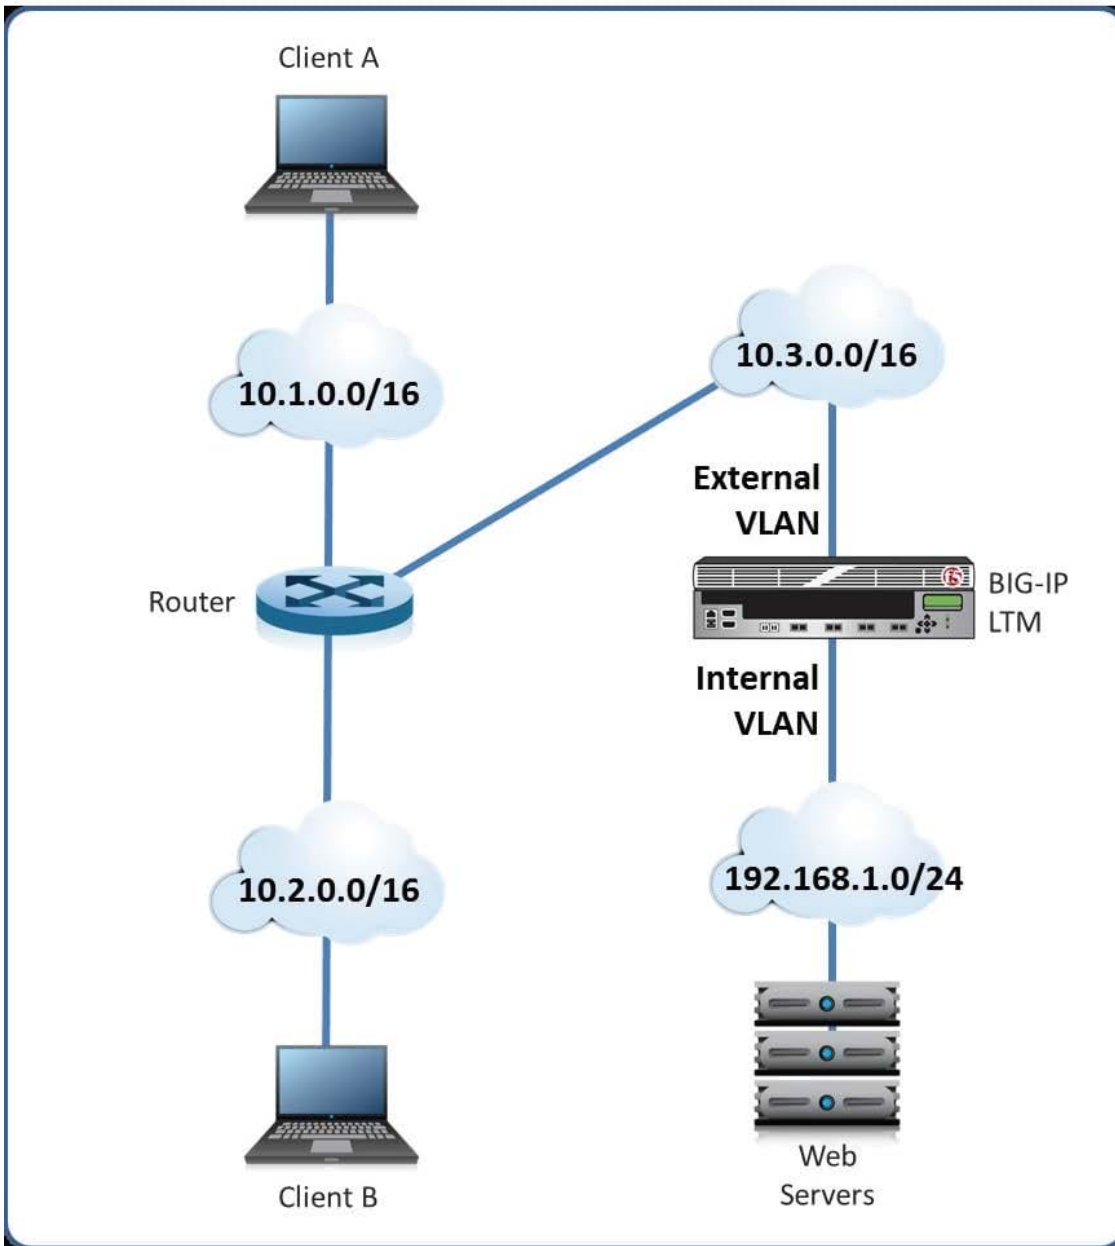 Client A
10.1.0.0/16
10.3.0.0/16
External
VLAN
Router
f5
BIG-IP
LTM
Internal
VLAN
10.2.0.0/16
192.168.1.0/24
Client B
Web
Servers